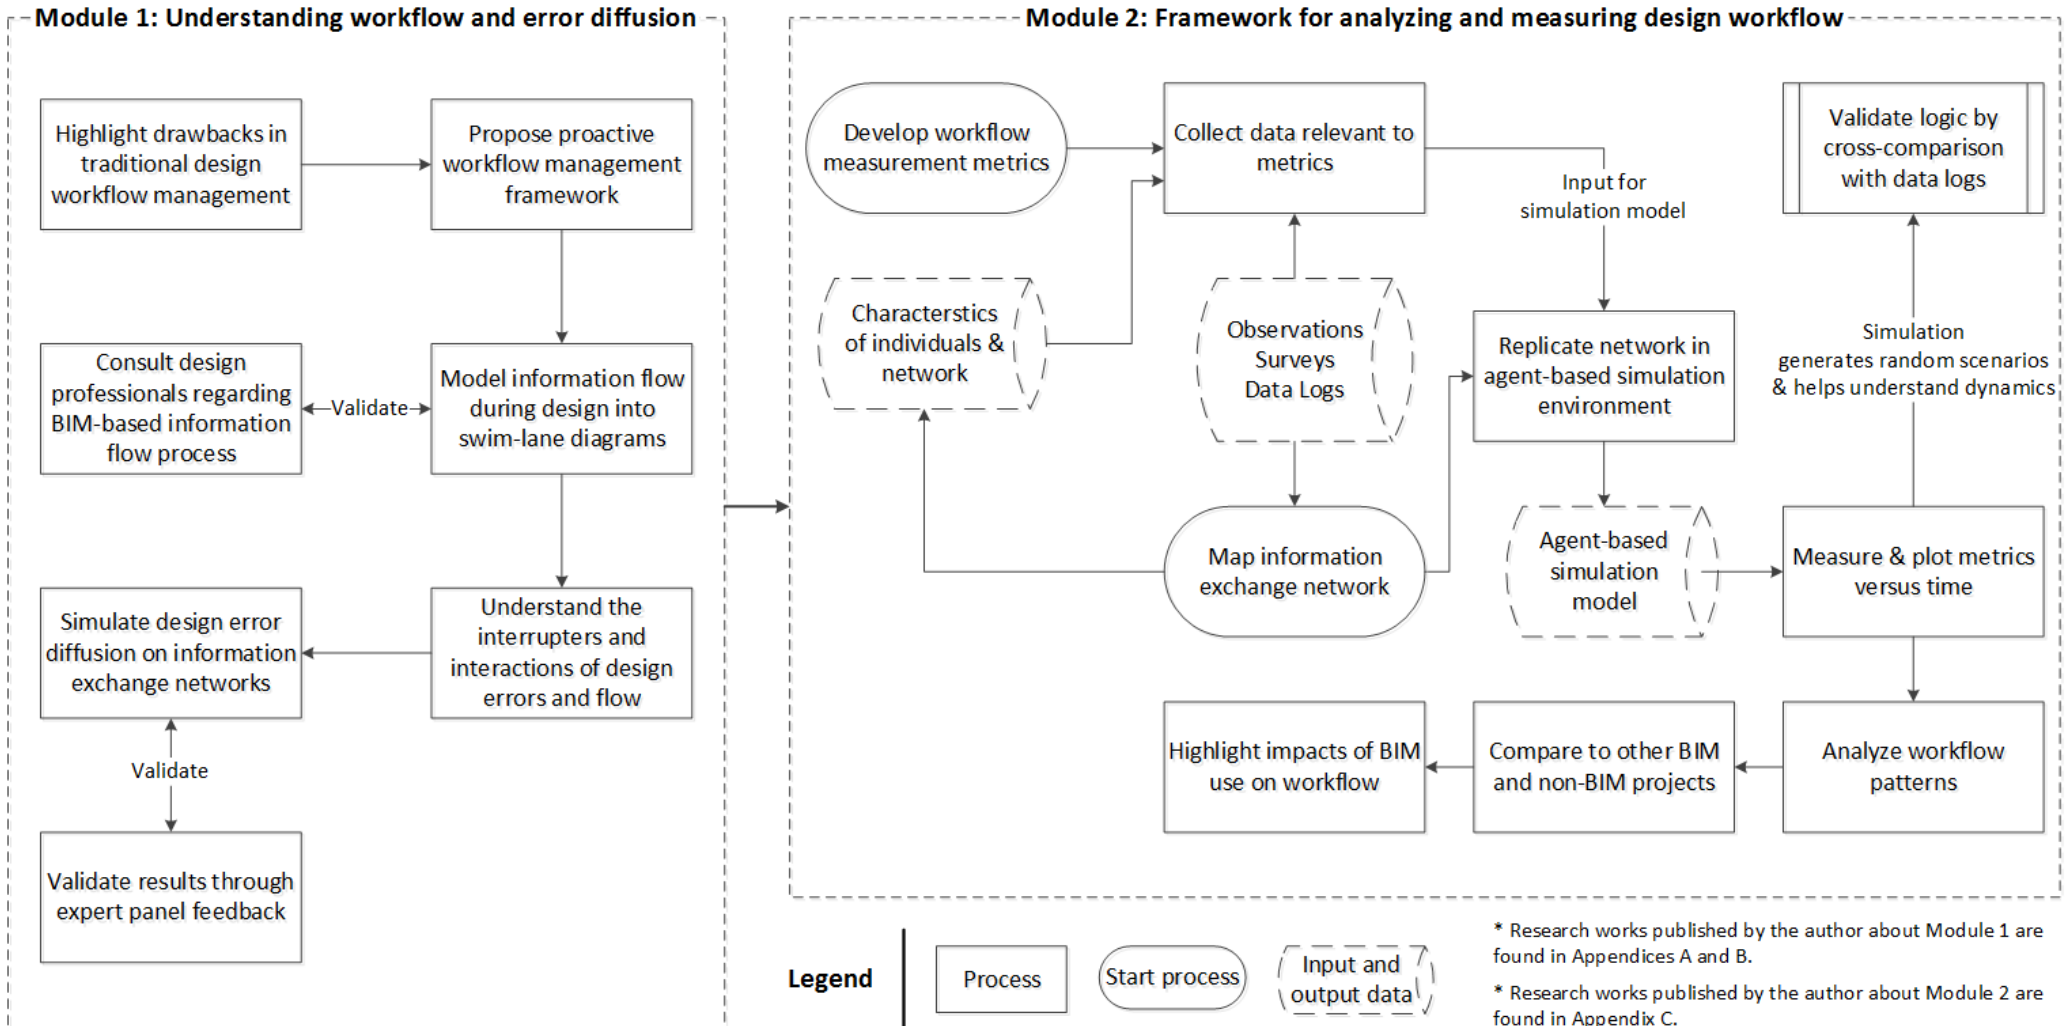 Module 1: Understanding workflow and error diffusion
Highlight drawbacks in
traditional design
workflow management
Propose proactive
workflow management
framework
Consult design
professionals regarding
BIM-based information
flow process
Validate
Model information flow
during design into
swim-lane diagrams
Simulate design error
diffusion on information
exchange networks
Understand the
interrupters and
interactions of design
errors and flow
Validate
Validate results through
expert panel feedback
Module 2: Framework for analyzing and measuring design workflow
Develop workflow
measurement metrics
Collect data relevant to
metrics
Input for
simulation model
Validate logic by
cross-comparison
with data logs
Characterstics
of individuals &
network
Observations
Surveys
Data Logs
Replicate network in
agent-based simulation
environment
Simulation
generates random scenarios
& helps understand dynamics
Map information
exchange network
Agent-based
simulation
model
Measure & plot metrics
versus time
Highlight impacts of BIM
use on workflow
Compare to other BIM
and non-BIM projects
Analyze workflow
patterns
Legend
Process
Start process
Input and
output data
* Research works published by the author about Module 1 are
found in Appendices A and B.
* Research works published by the author about Module 2 are
found in Appendix C.